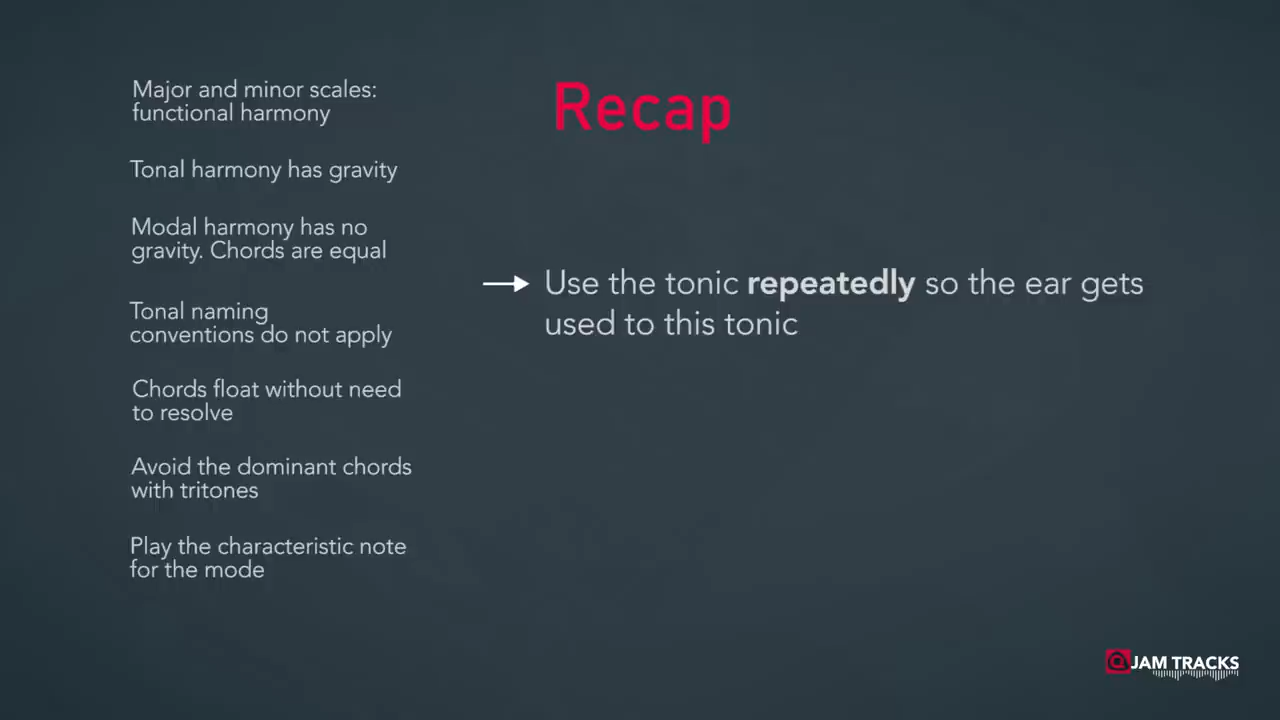 Recap
Major and minor scales:
functional harmony
Tonal harmony has gravity
Modal harmony has no
gravity. Chords are equal
Tonal naming
conventions do not apply
Chords float without need
to resolve
Avoid the dominant chords
with tritones
Play the characteristic note
for the mode
Use the tonic repeatedly so the ear gets
used to this tonic
JAM TRACKS